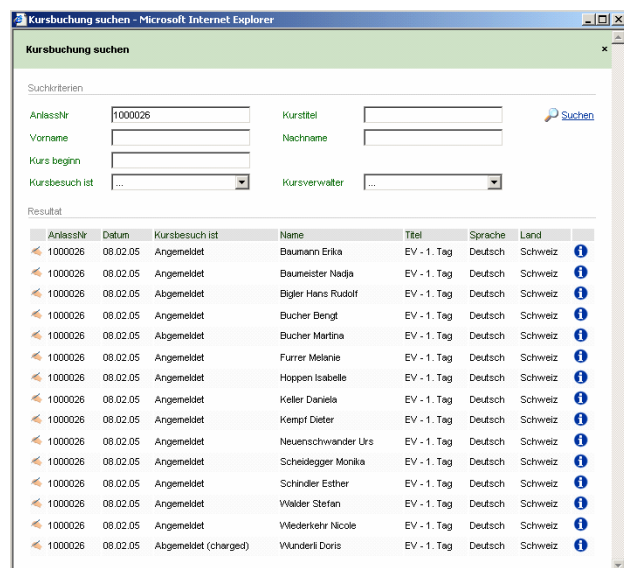 Kursbuchung suchen - Microsoft Internet Explorer
Kursbuchung suchen
Suchkriterien
AnlassNr 1000026 Kurstitel Suchen
Vorname Nachname
Kurs beginn
Kursbesuch ist ... Kursverwalter ...
Resultat
AnlassNr Datum Kursbesuch ist Name Titel Sprache Land
1000026 08.02.05 Angemeldet Baumann Erika EV - 1. Tag Deutsch Schweiz
1000026 08.02.05 Angemeldet Baumeister Nadja EV - 1. Tag Deutsch Schweiz
1000026 08.02.05 Abgemeldet Bigler Hans Rudolf EV - 1. Tag Deutsch Schweiz
1000026 08.02.05 Angemeldet Bucher Bengt EV - 1. Tag Deutsch Schweiz
1000026 08.02.05 Abgemeldet Bucher Martina EV - 1. Tag Deutsch Schweiz
1000026 08.02.05 Angemeldet Furrer Melanie EV - 1. Tag Deutsch Schweiz
1000026 08.02.05 Angemeldet Hoppen Isabelle EV - 1. Tag Deutsch Schweiz
1000026 08.02.05 Angemeldet Keller Daniela EV - 1. Tag Deutsch Schweiz
1000026 08.02.05 Angemeldet Kempf Dieter EV - 1. Tag Deutsch Schweiz
1000026 08.02.05 Angemeldet Neuenschwander Urs EV - 1. Tag Deutsch Schweiz
1000026 08.02.05 Angemeldet Scheidegger Monika EV - 1. Tag Deutsch Schweiz
1000026 08.02.05 Angemeldet Schindler Esther EV - 1. Tag Deutsch Schweiz
1000026 08.02.05 Angemeldet Walder Stefan EV - 1. Tag Deutsch Schweiz
1000026 08.02.05 Angemeldet Wiederkehr Nicole EV - 1. Tag Deutsch Schweiz
1000026 08.02.05 Abgemeldet (charged) Wunderli Doris EV - 1. Tag Deutsch Schweiz